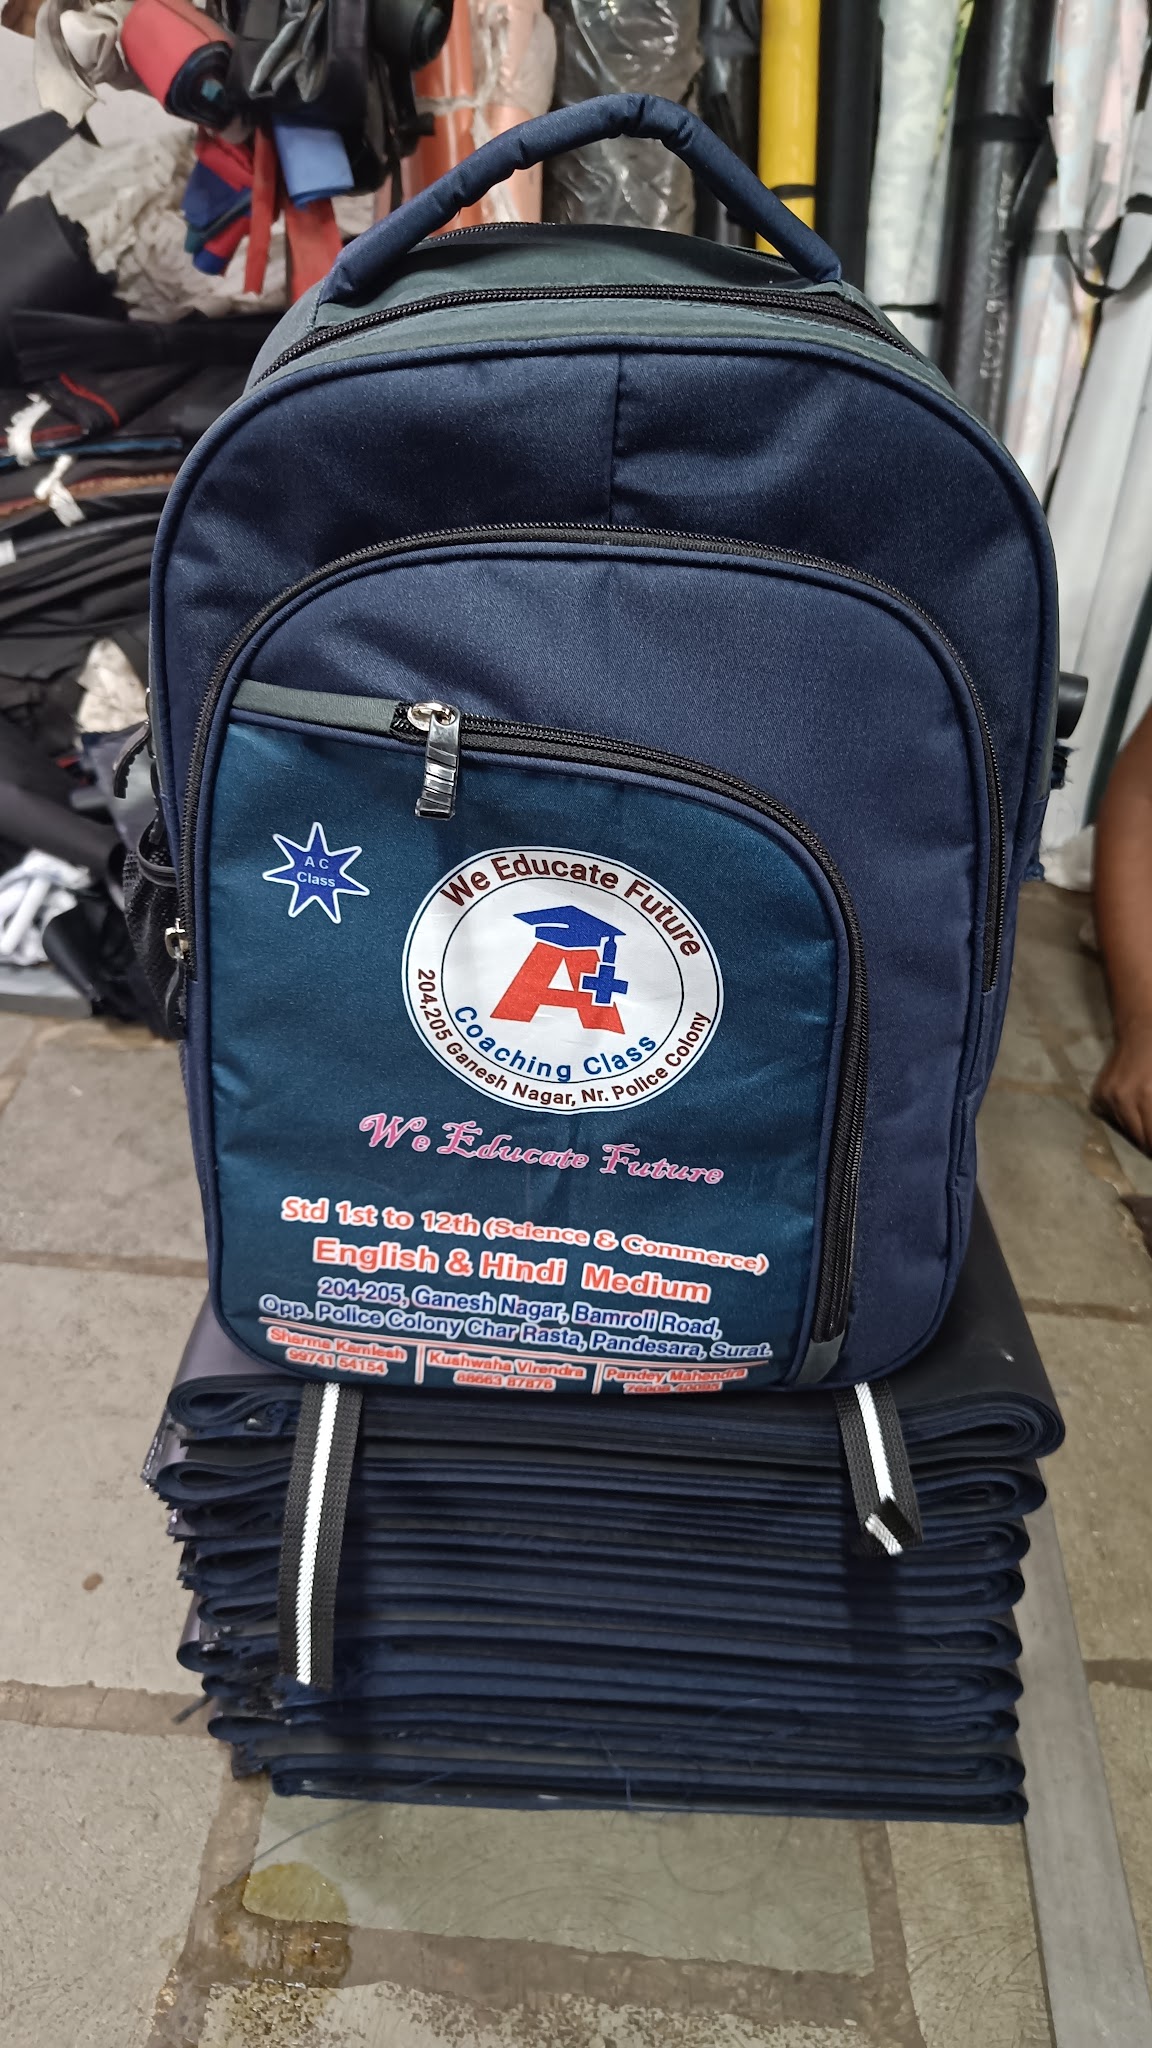 A C
Class
We Educate Future
A+
Coaching Class
204,205 Ganesh Nagar, Nr. Police Colony
We Educate Future
Std 1st to 12th (Science & Commerce)
English & Hindi Medium
204-205, Ganesh Nagar, Bamroli Road,
Opp. Police Colony Char Rasta, Pandesara, Surat.
Sharma Kamlesh
99741 54154
Kushwaha Virendra
88663 87876
Pandey Mahendra